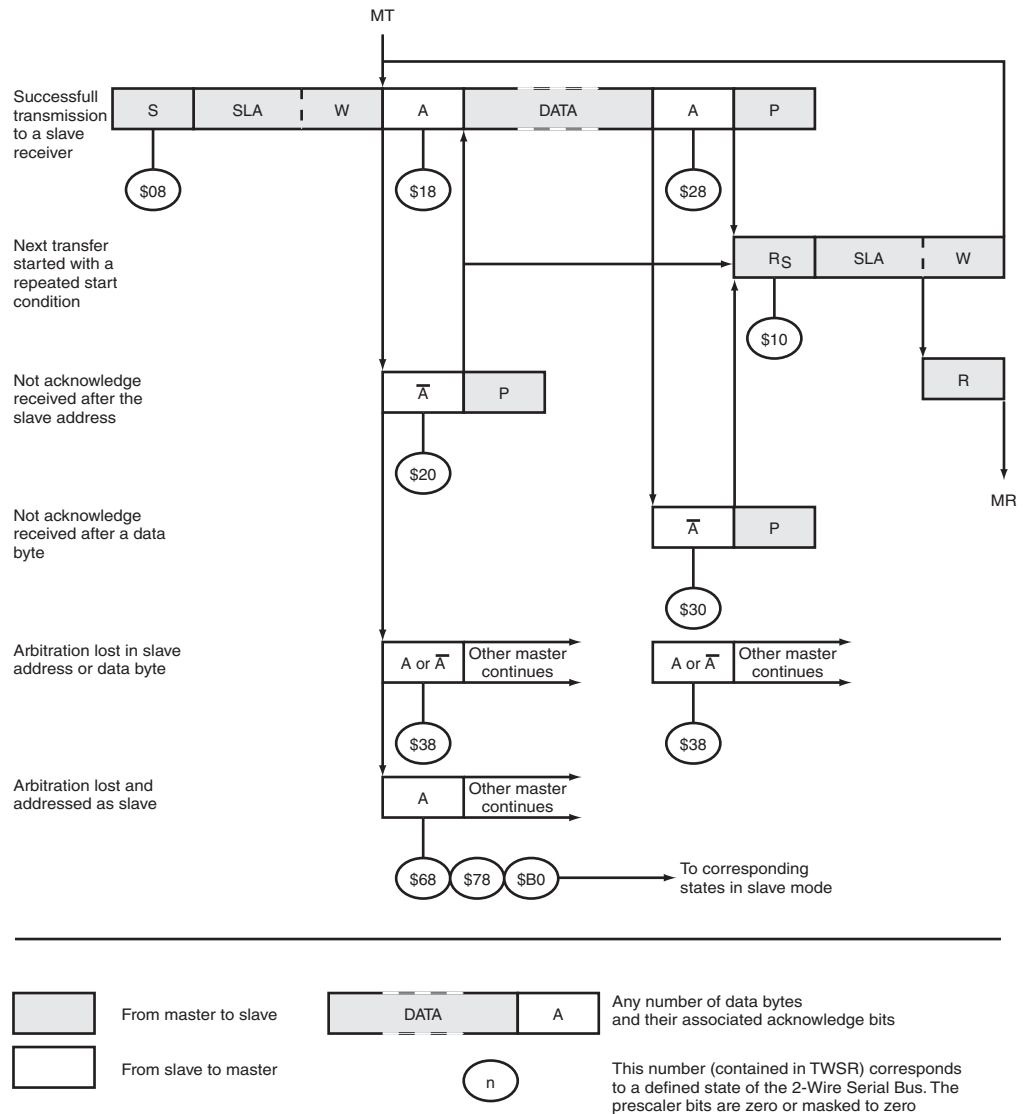 MT
Successfull
transmission
to a slave
receiver
S
SLA
W
A
DATA
A
P
$08
$18
$28
Next transfer
started with a
repeated start
condition
RS
SLA
W
$10
Not acknowledge
received after the
slave address
A̅
P
R
$20
MR
Not acknowledge
received after a data
byte
A̅
P
$30
Arbitration lost in slave
address or data byte
A or A̅
Other master
continues
A or A̅
Other master
continues
$38
$38
Arbitration lost and
addressed as slave
A
Other master
continues
$68
$78
$B0
To corresponding
states in slave mode
From master to slave
DATA
A
Any number of data bytes
and their associated acknowledge bits
From slave to master
n
This number (contained in TWSR) corresponds
to a defined state of the 2-Wire Serial Bus. The
prescaler bits are zero or masked to zero